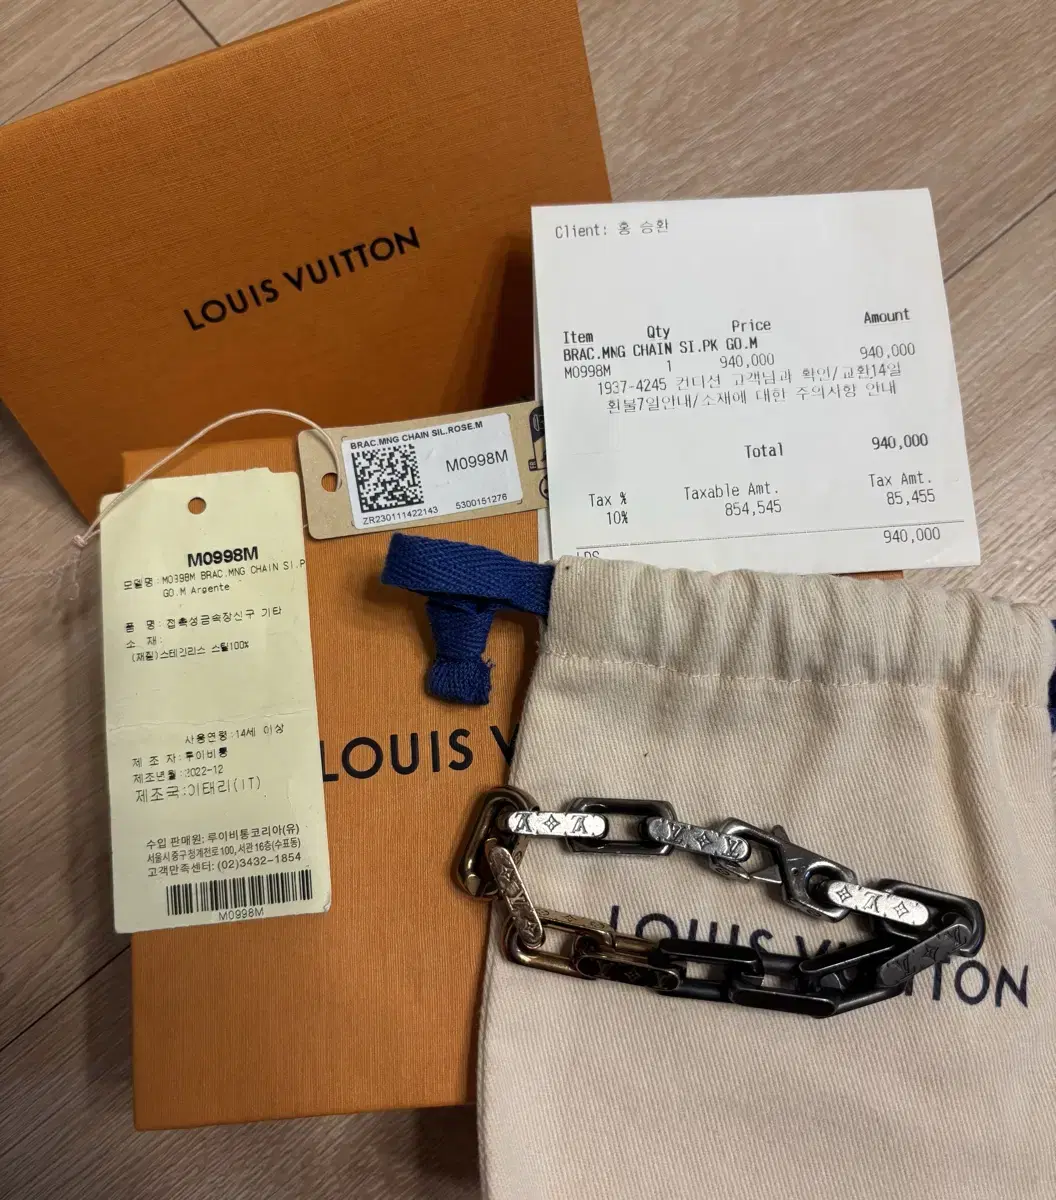 LOUIS VUITTON
Client: 홍 승환
Item Qty Price Amount
BRAC.MNG CHAIN SI.PK GO.M
M0998M 1 940,000 940,000
1937-4245 컨디션 고객님과 확인/교환14일
환불7일안내/소재에 대한 주의사항 안내
Total 940,000
Tax % Taxable Amt. Tax Amt.
10% 854,545 85,455
940,000
BRAC.MNG CHAIN SIL.ROSE.M
M0998M
5300151276
ZR230111422143
M0998M
모델명: M0998M BRAC.MNG CHAIN SI.P
GO.M Argente
품 명: 접촉성금속장신구 기타
소 재:
(재질)스테인리스 스틸100%
사용연령:14세 이상
제 조 자:루이비통
제조년월:2022-12
제조국:이태리(IT)
수입 판매원: 루이비통코리아(유)
서울시중구청계천로100, 서관16층(수표동)
고객만족센터: (02)3432-1854
M0998M
LOUIS V
LOUIS VUITTON